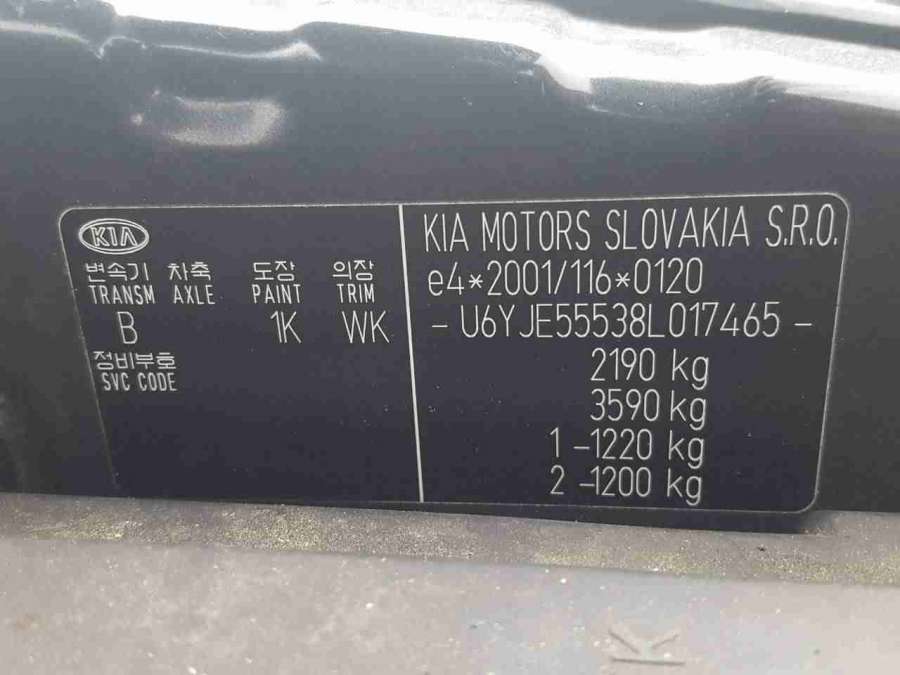 KIA
변속기 차축 도장 의장
TRANSM AXLE PAINT TRIM
B 1K WK
정비부호
SVC CODE
KIA MOTORS SLOVAKIA S.R.O.
e4*2001/116*0120
- U6YJE55538L017465 -
2190 kg
3590 kg
1 -1220 kg
2 -1200 kg
K